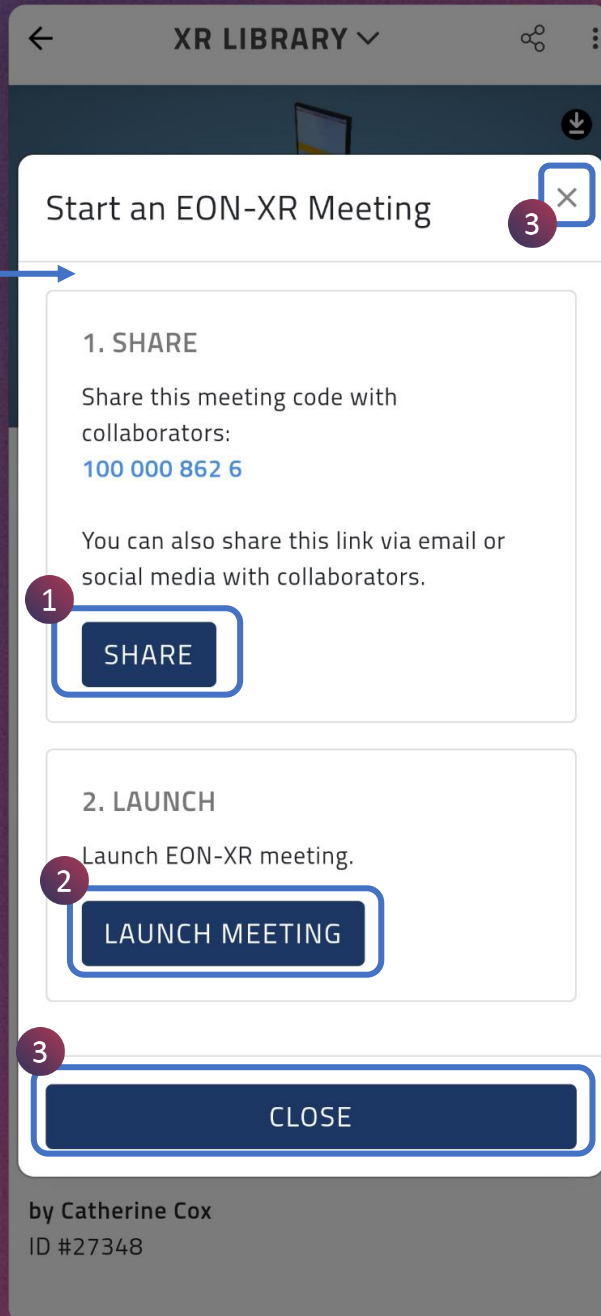 XR LIBRARY
Start an EON-XR Meeting
3
1. SHARE
Share this meeting code with
collaborators:
100 000 862 6
You can also share this link via email or
social media with collaborators.
1
SHARE
2. LAUNCH
Launch EON-XR meeting.
2
LAUNCH MEETING
3
CLOSE
by Catherine Cox
ID #27348